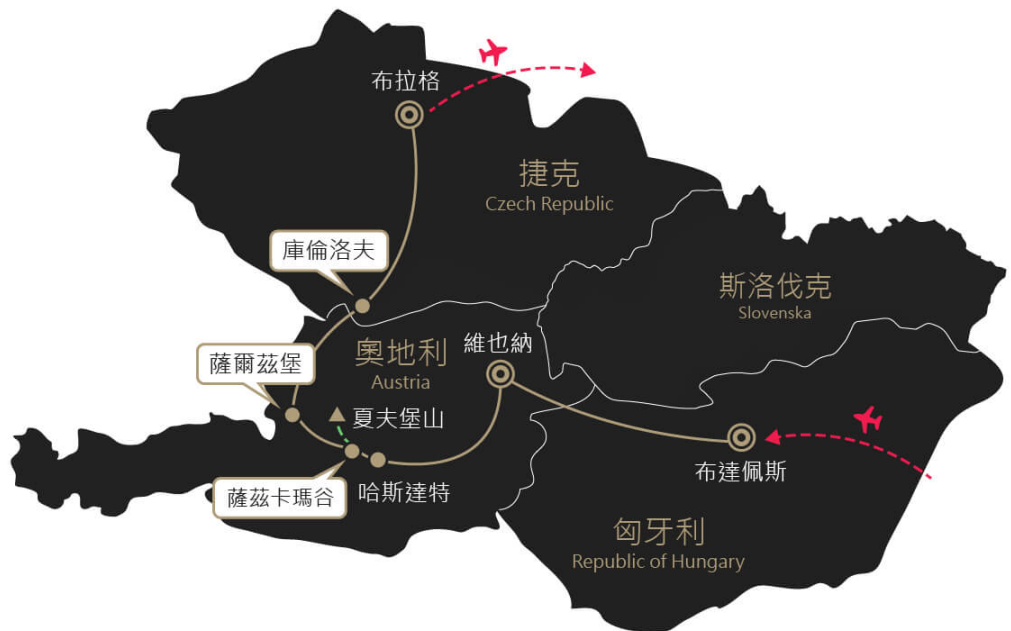 布拉格
捷克
Czech Republic
庫倫洛夫
斯洛伐克
Slovenska
維也納
奧地利
Austria
薩爾茲堡
夏夫堡山
布達佩斯
薩茲卡瑪谷
哈斯達特
匈牙利
Republic of Hungary